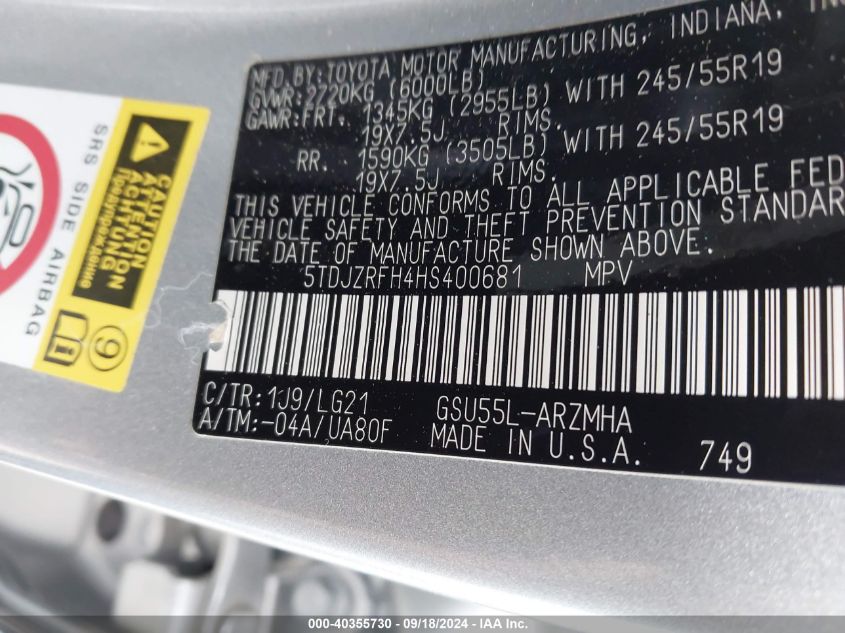 MFD.BY:TOYOTA MOTOR MANUFACTURING, INDIANA,
GVWR:2720KG (6000LB)
GAWR:FRT. 1345KG (2955LB) WITH 245/55R19
19X7.5J RIMS.
RR. 1590KG (3505LB) WITH 245/55R19
19X7.5J RIMS.
THIS VEHICLE CONFORMS TO ALL APPLICABLE FED
VEHICLE SAFETY AND THEFT PREVENTION STANDAR
THE DATE OF MANUFACTURE SHOWN ABOVE.
5TDJZRFH4HS400681 MPV
C/TR:1J9/LG21 GSU55L-ARZMHA
A/TM:-04A/UA80F MADE IN U.S.A. 749
CAUTION
ATTENTION
ACHTUNG
SRS SIDE AIRBAG
i 9
000-40355730 - 09/18/2024 - IAA Inc.